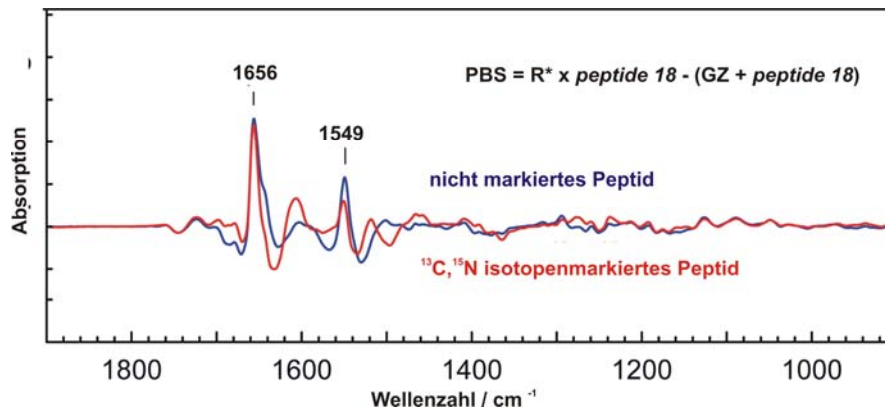 1656
PBS = R* x peptide 18 - (GZ + peptide 18)
1549
Absorption
nicht markiertes Peptid
¹³C,¹⁵N isotopenmarkiertes Peptid
1800 1600 1400 1200 1000
Wellenzahl / cm ⁻¹